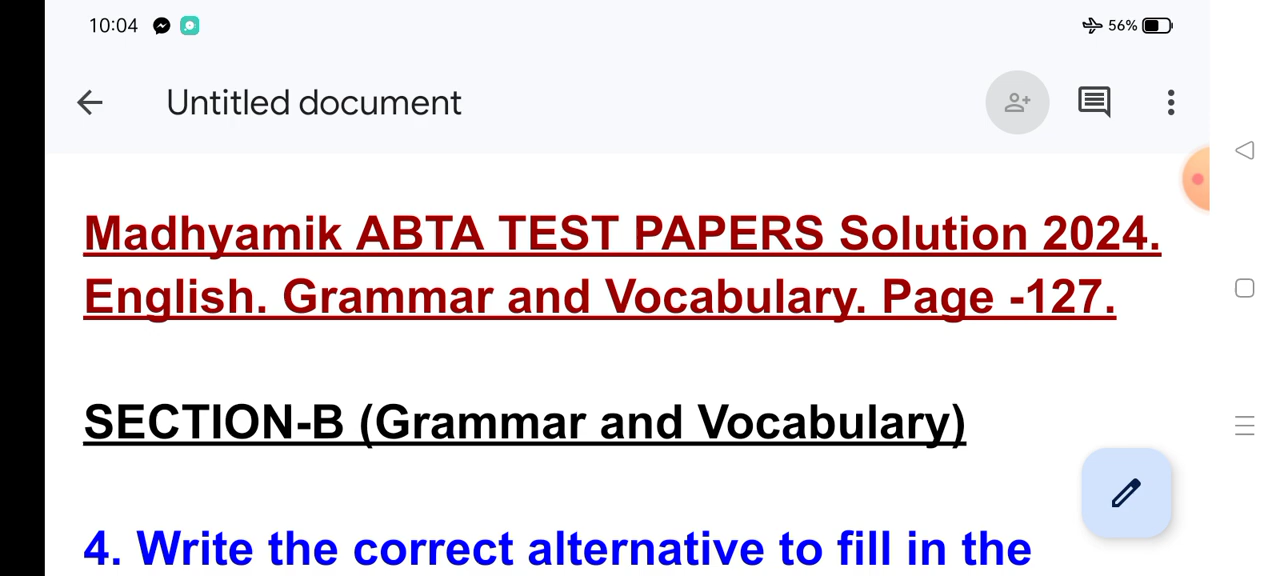 10:04
56%
Untitled document
Madhyamik ABTA TEST PAPERS Solution 2024.
English. Grammar and Vocabulary. Page -127.
SECTION-B (Grammar and Vocabulary)
4. Write the correct alternative to fill in the